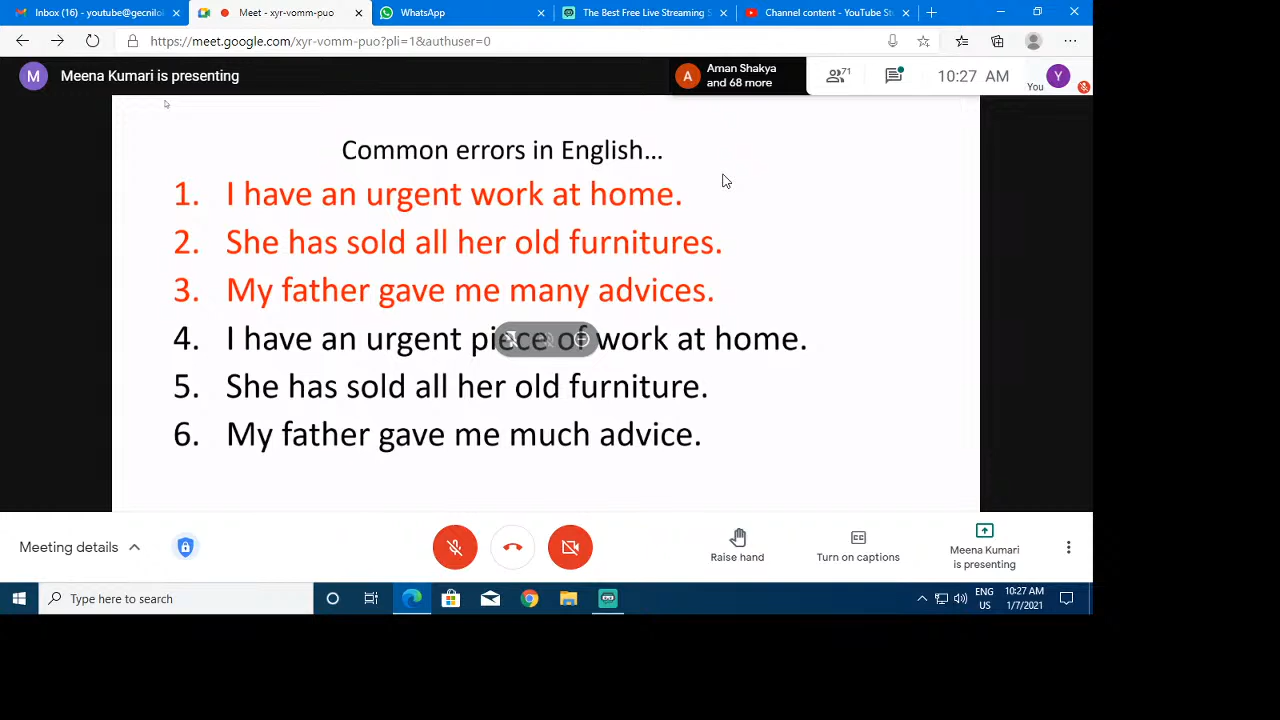 Inbox (16) - youtube@gecnilo
Meet - xyr-vomm-puo
WhatsApp
The Best Free Live Streaming S
Channel content - YouTube St
https://meet.google.com/xyr-vomm-puo?pli=1&authuser=0
M Meena Kumari is presenting
A Aman Shakya
and 68 more
71
10:27 AM
You
Y
Common errors in English...
1. I have an urgent work at home.
2. She has sold all her old furnitures.
3. My father gave me many advices.
4. I have an urgent piece of work at home.
5. She has sold all her old furniture.
6. My father gave me much advice.
Meeting details
Raise hand
Turn on captions
Meena Kumari
is presenting
Type here to search
ENG
US
10:27 AM
1/7/2021